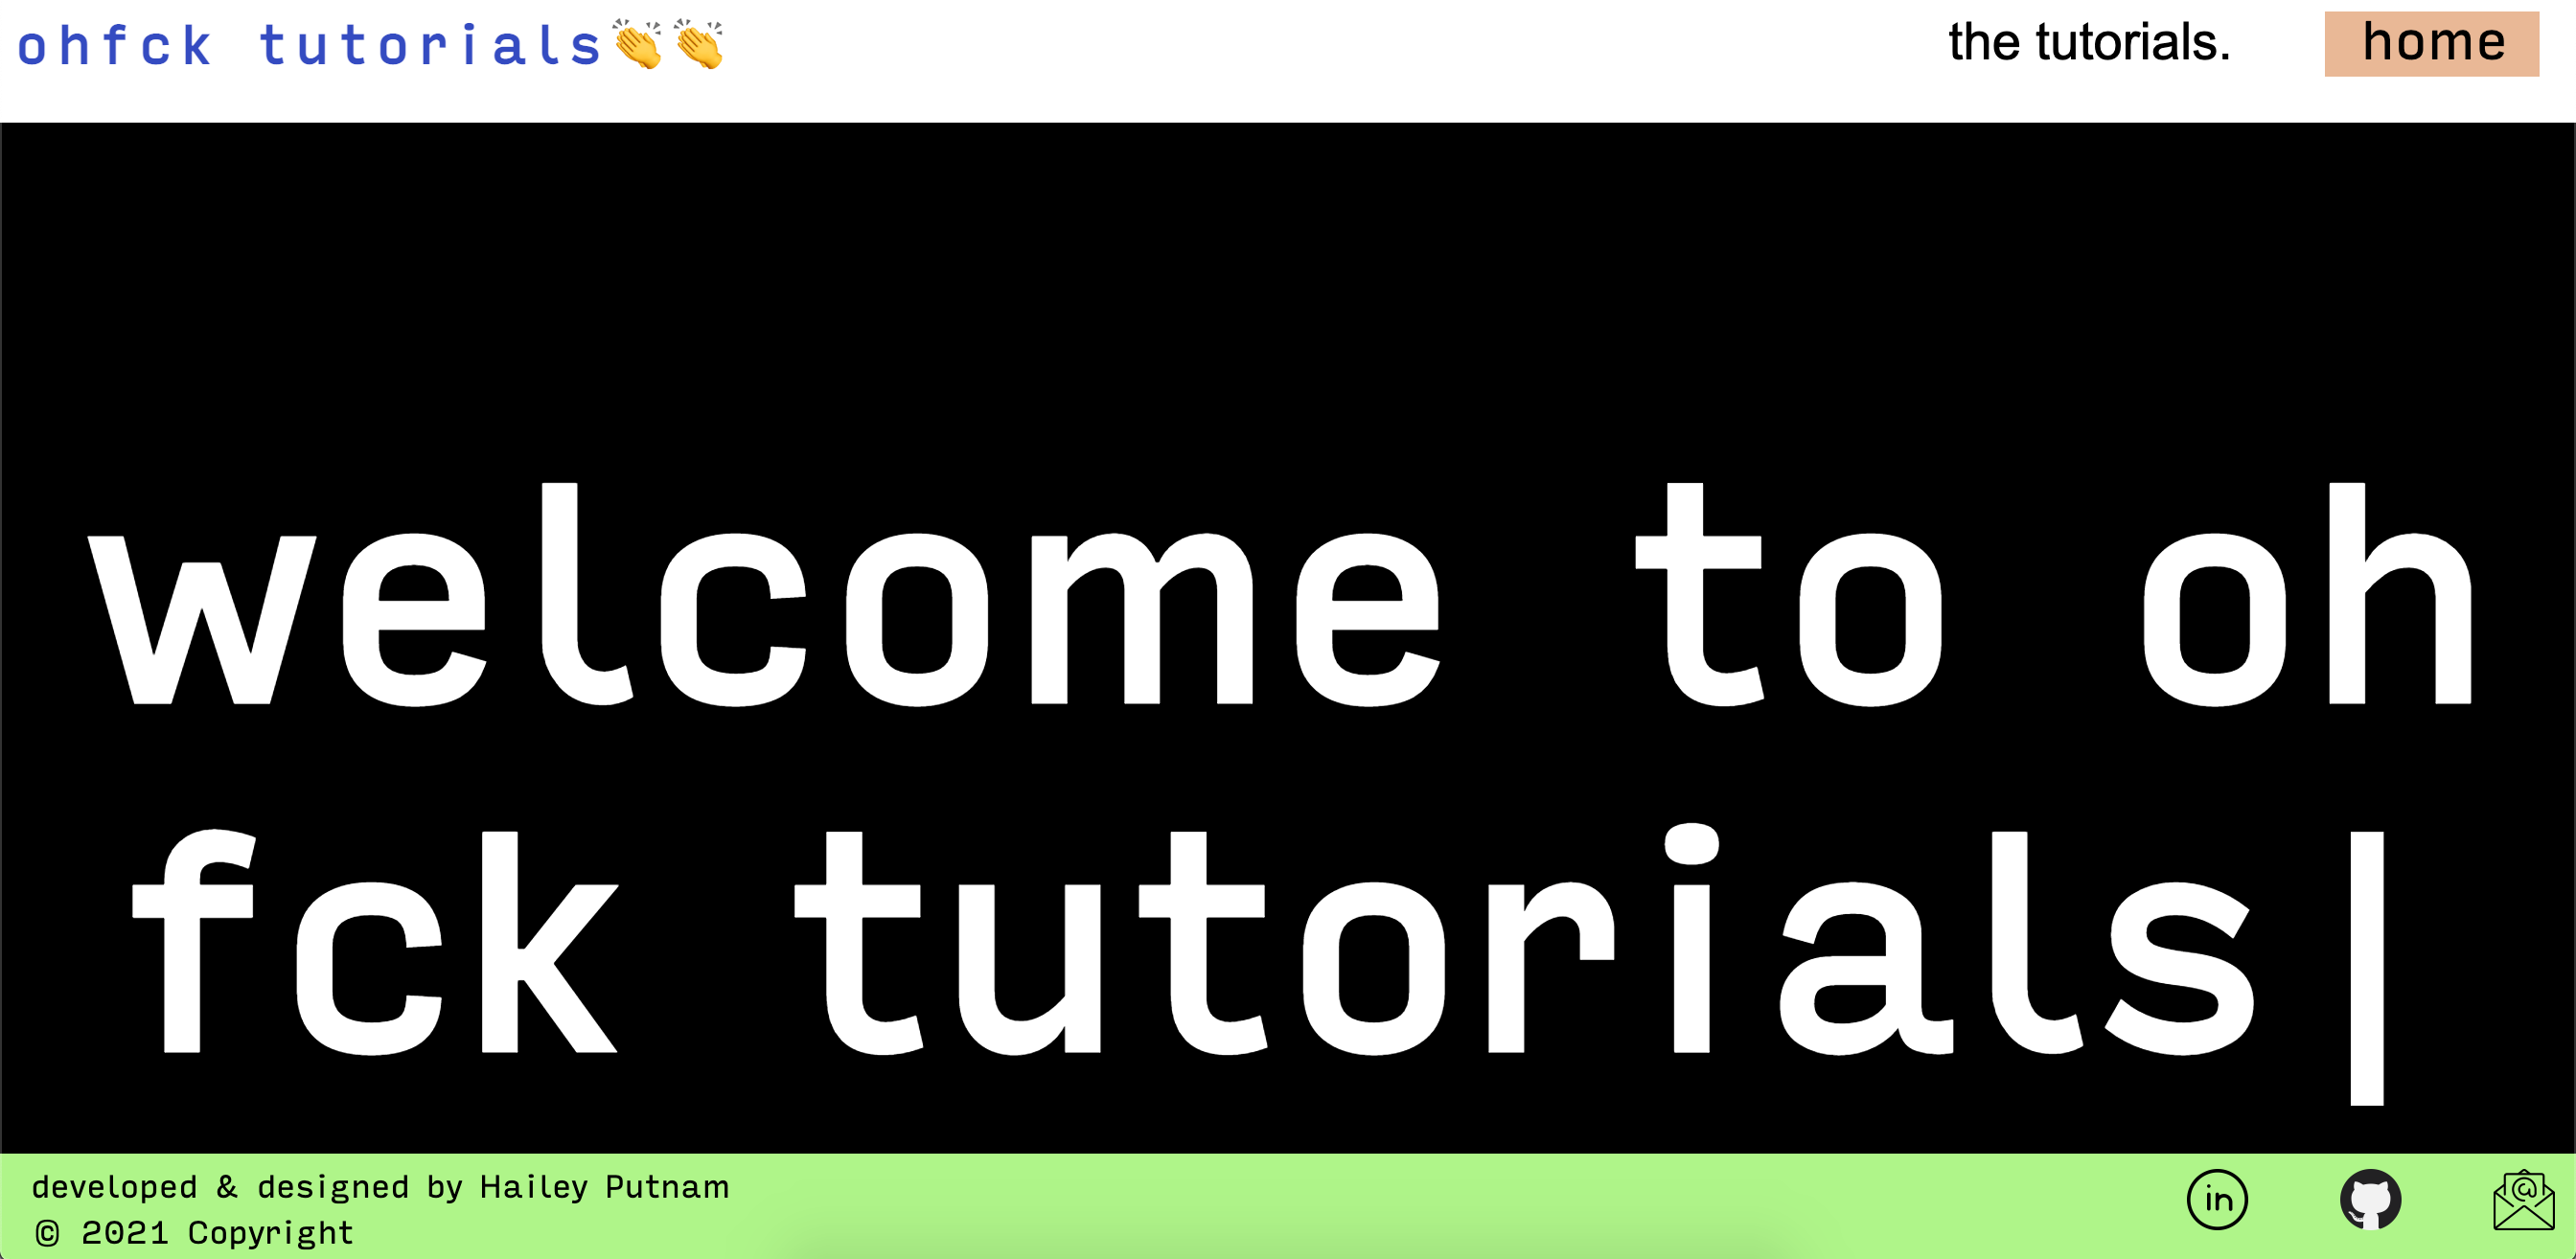 ohfck tutorials👏👏
the tutorials.
home
welcome to oh
fck tutorials|
developed & designed by Hailey Putnam
© 2021 Copyright
in
@